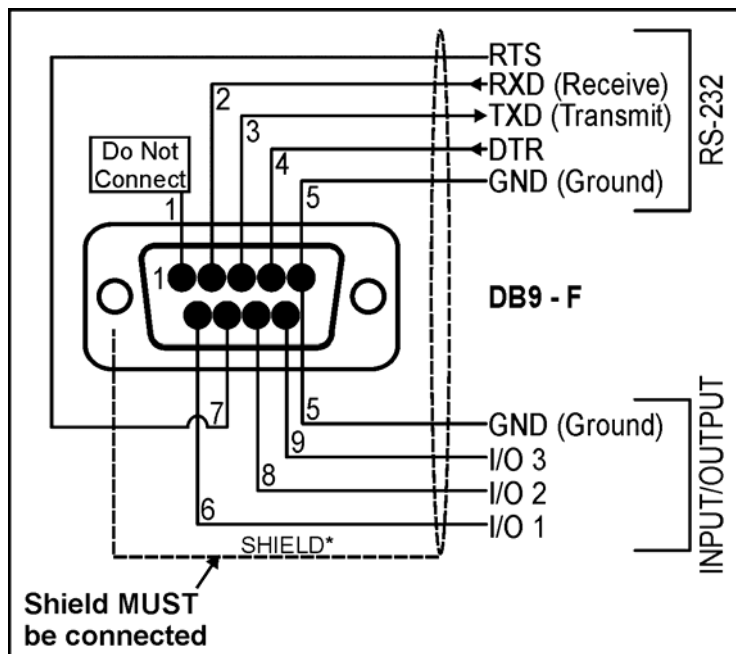 RTS
RXD (Receive)
TXD (Transmit)
DTR
GND (Ground)
RS-232
2
3
4
5
Do Not
Connect
1
1
DB9 - F
7
5
9
8
6
GND (Ground)
I/O 3
I/O 2
I/O 1
INPUT/OUTPUT
SHIELD*
Shield MUST
be connected